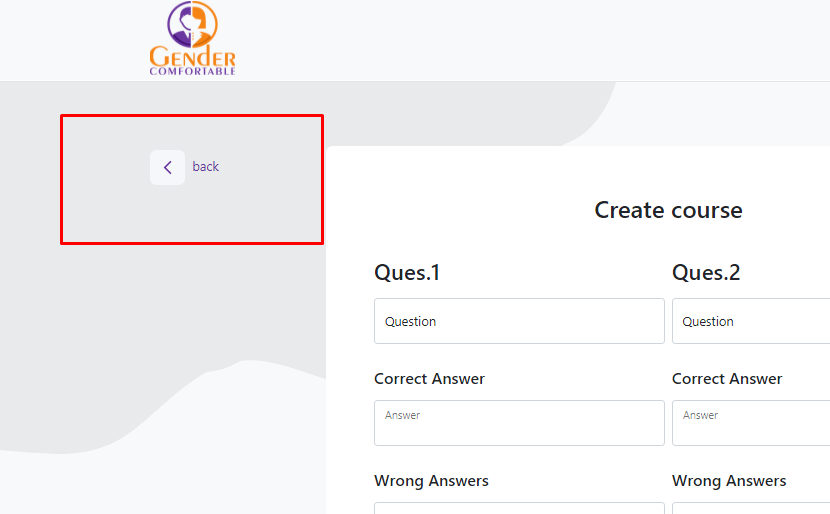 Gender
COMFORTABLE
back
Create course
Ques.1
Ques.2
Question
Question
Correct Answer
Correct Answer
Answer
Answer
Wrong Answers
Wrong Answers